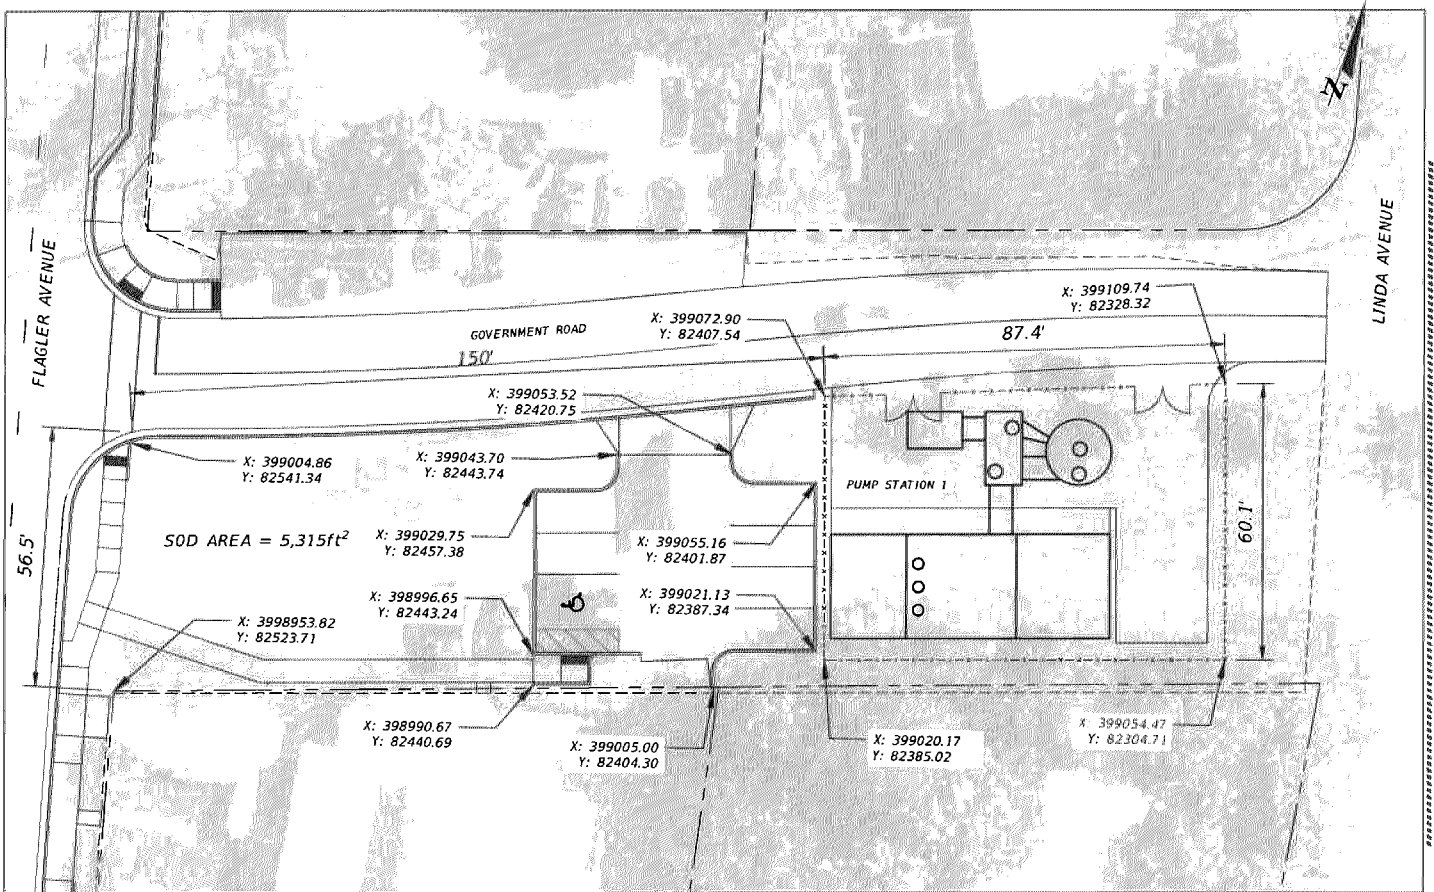 N
FLAGLER AVENUE
LINDA AVENUE
GOVERNMENT ROAD
150'
87.4'
X: 399072.90
Y: 82407.54
X: 399109.74
Y: 82328.32
X: 399053.52
Y: 82420.75
X: 399004.86
Y: 82541.34
X: 399043.70
Y: 82443.74
PUMP STATION 1
56.5'
60.1'
SOD AREA = 5,315ft²
X: 399029.75
Y: 82457.38
X: 399055.16
Y: 82401.87
X: 398996.65
Y: 82443.24
X: 399021.13
Y: 82387.34
X: 3998953.82
Y: 82523.71
X: 398990.67
Y: 82440.69
X: 399005.00
Y: 82404.30
X: 399020.17
Y: 82385.02
X: 399054.47
Y: 82304.71